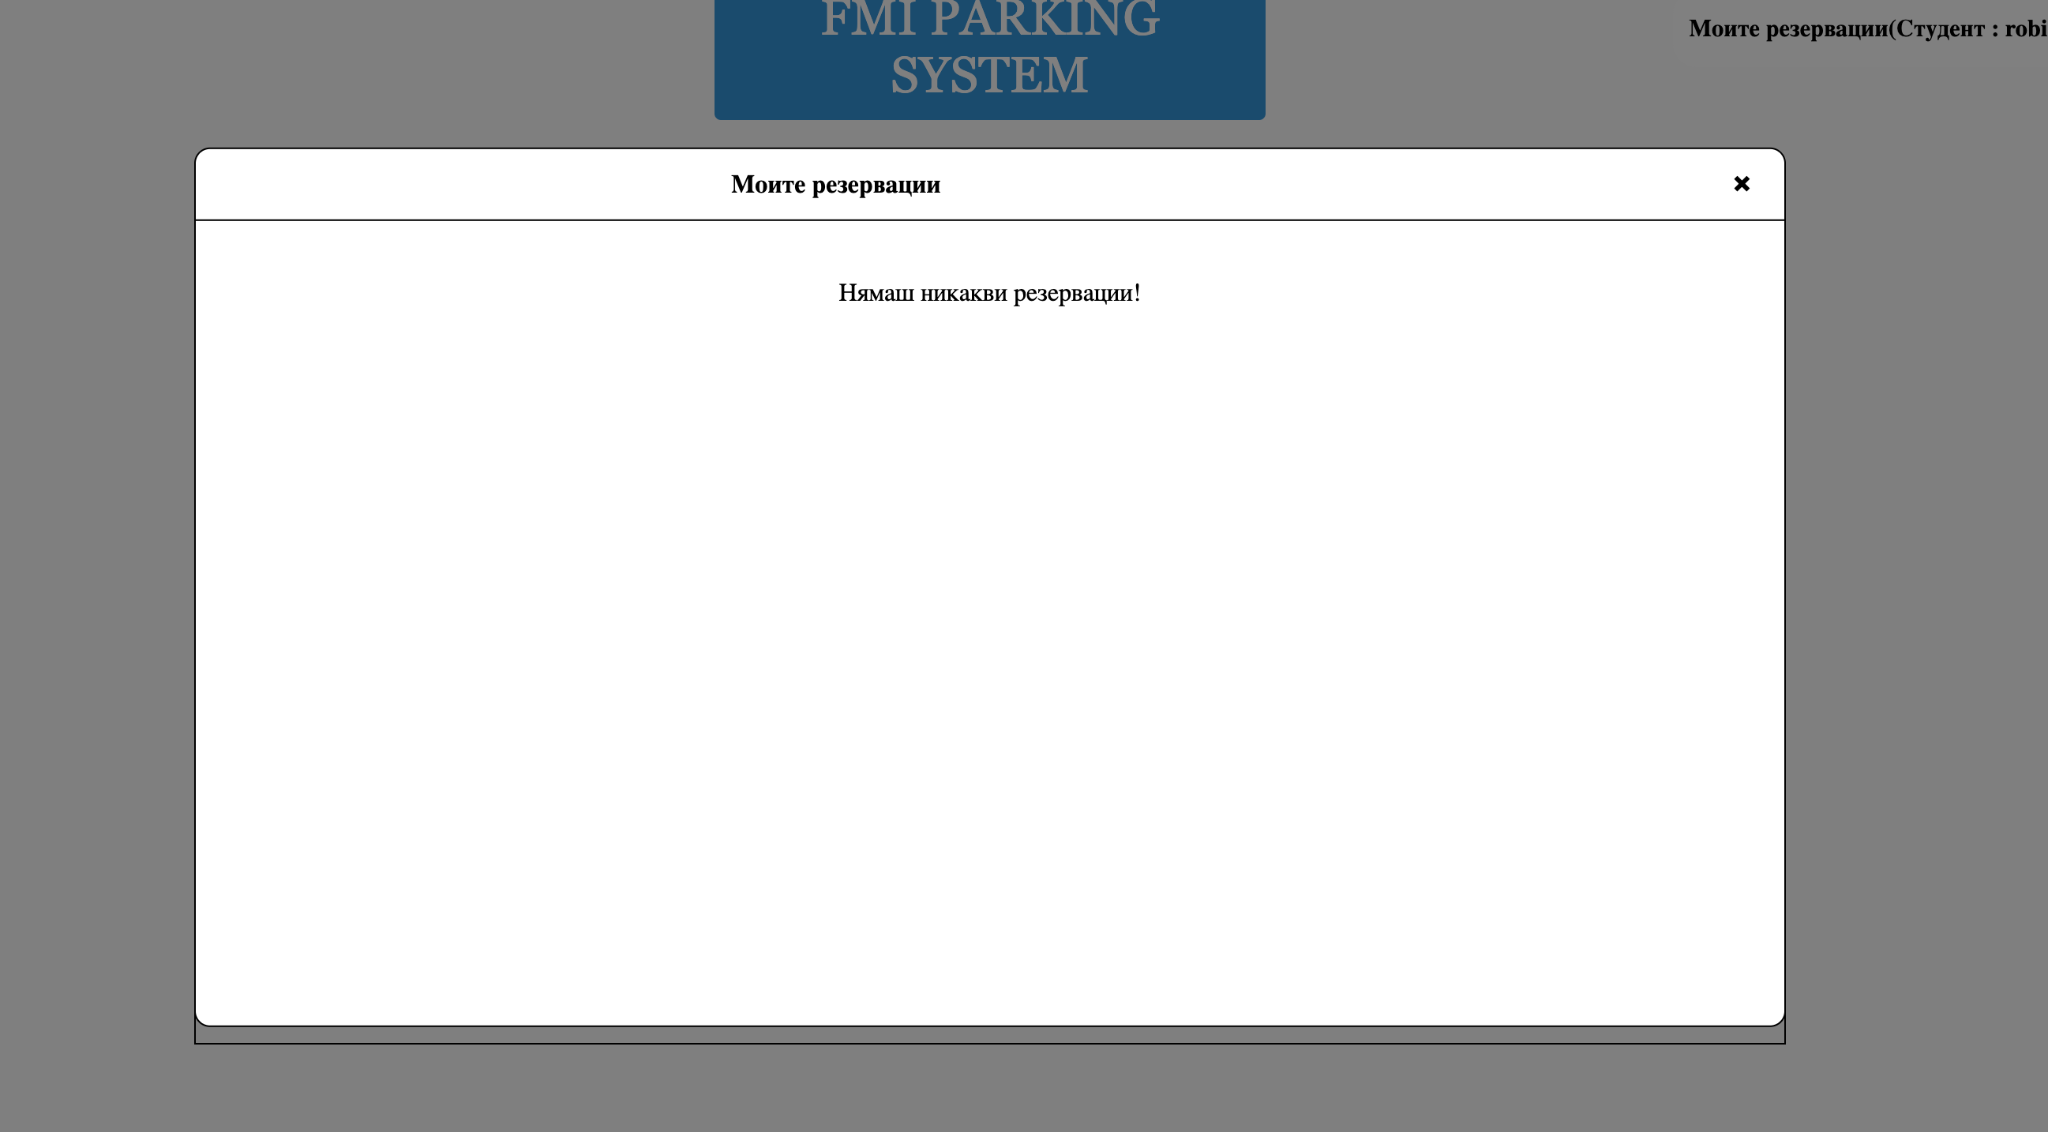 FMI PARKING
SYSTEM
Моите резервации(Студент : robi
Моите резервации
Нямаш никакви резервации!